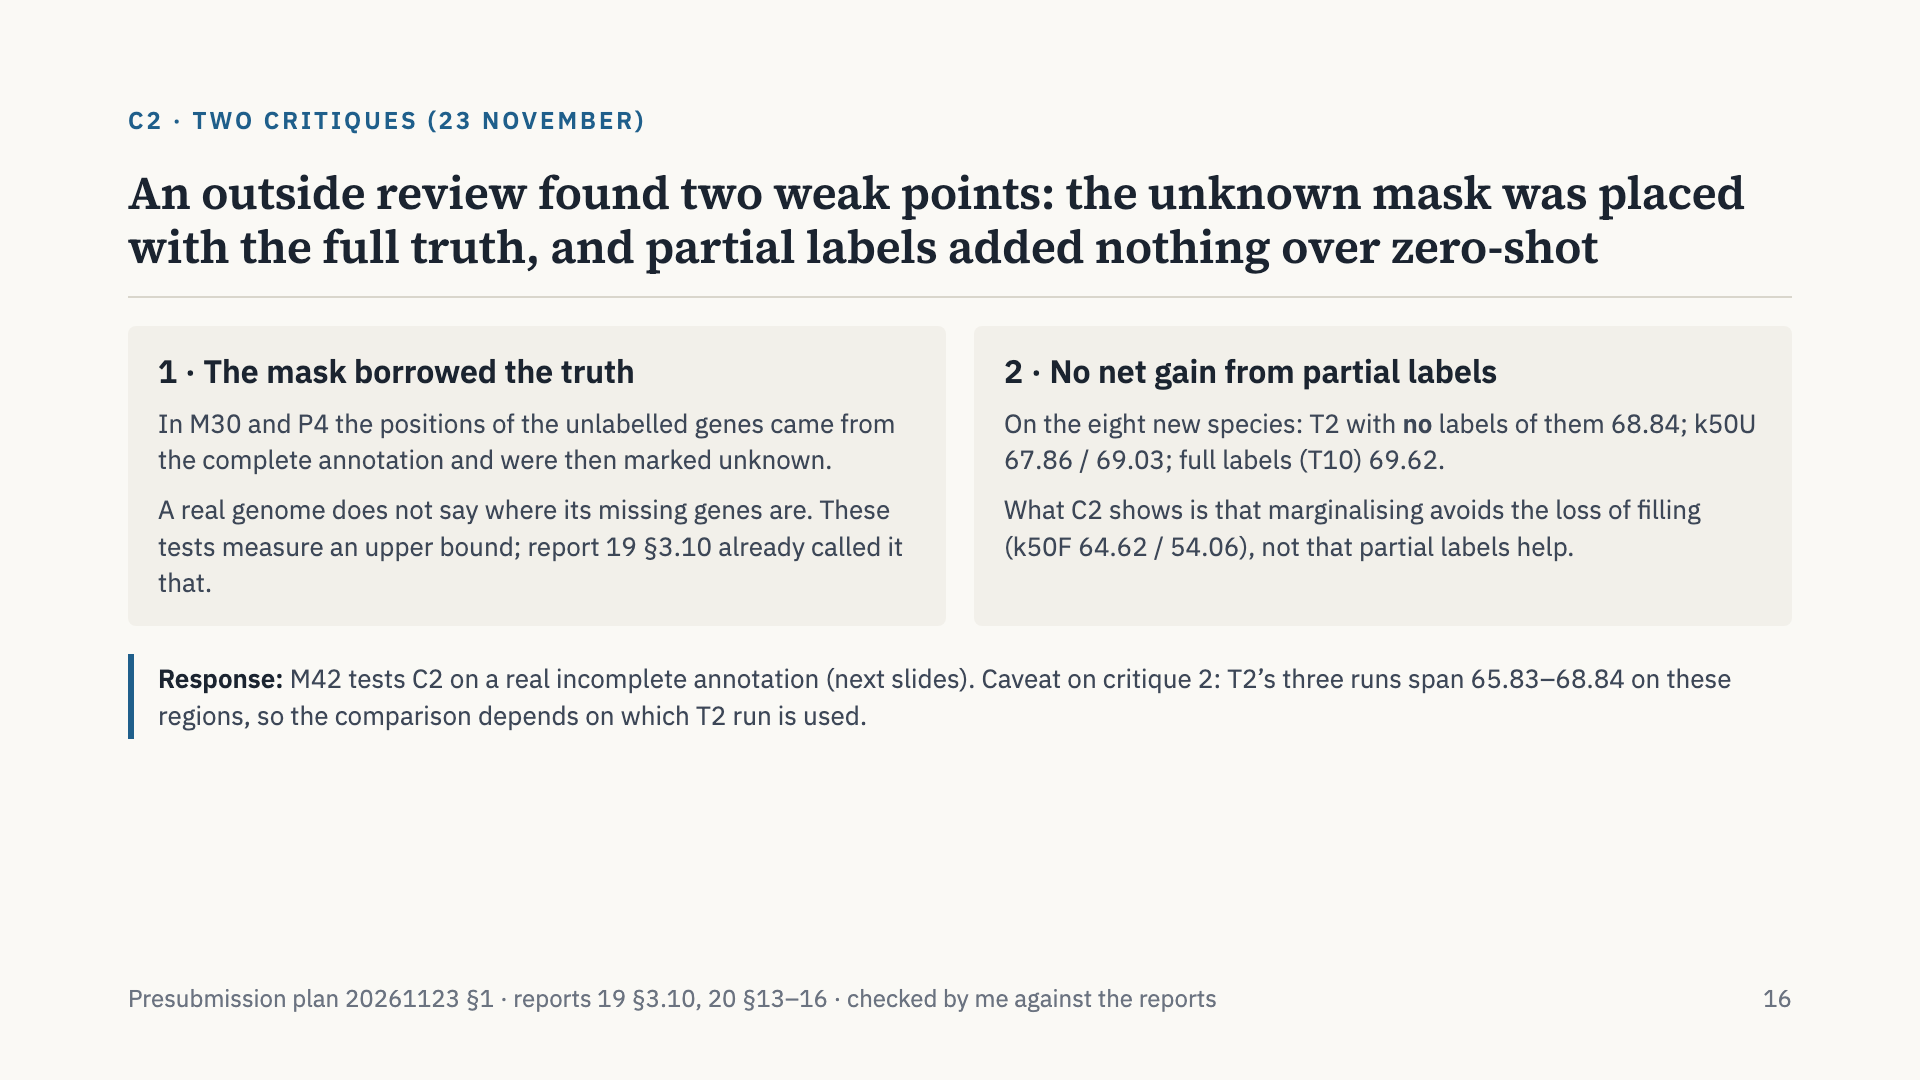 C2 · TWO CRITIQUES (23 NOVEMBER)
An outside review found two weak points: the unknown mask was placed
with the full truth, and partial labels added nothing over zero-shot
1 · The mask borrowed the truth
In M30 and P4 the positions of the unlabelled genes came from
the complete annotation and were then marked unknown.
A real genome does not say where its missing genes are. These
tests measure an upper bound; report 19 §3.10 already called it
that.
2 · No net gain from partial labels
On the eight new species: T2 with no labels of them 68.84; k50U
67.86 / 69.03; full labels (T10) 69.62.
What C2 shows is that marginalising avoids the loss of filling
(k50F 64.62 / 54.06), not that partial labels help.
Response: M42 tests C2 on a real incomplete annotation (next slides). Caveat on critique 2: T2’s three runs span 65.83–68.84 on these
regions, so the comparison depends on which T2 run is used.
Presubmission plan 20261123 §1 · reports 19 §3.10, 20 §13–16 · checked by me against the reports
16